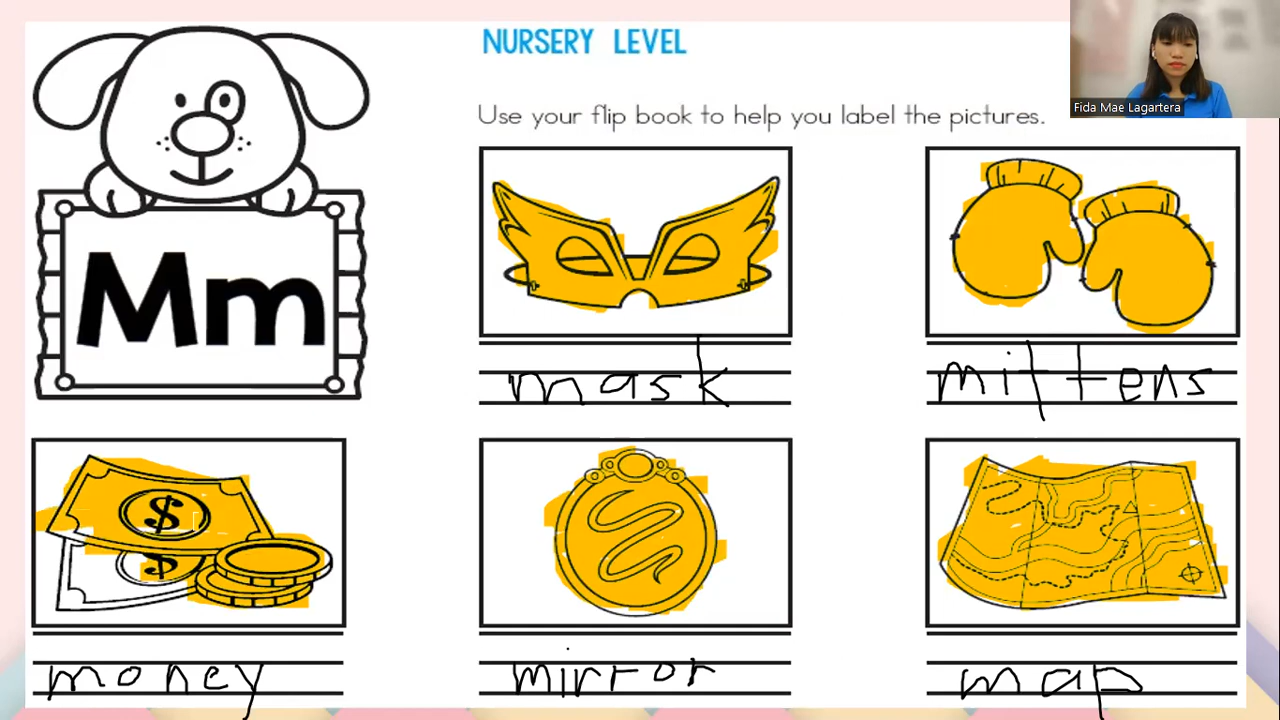 NURSERY LEVEL
Fida Mae Lagartera
Use your flip book to help you label the pictures.
Mm
mask
mittens
$
$
money
mirror
map